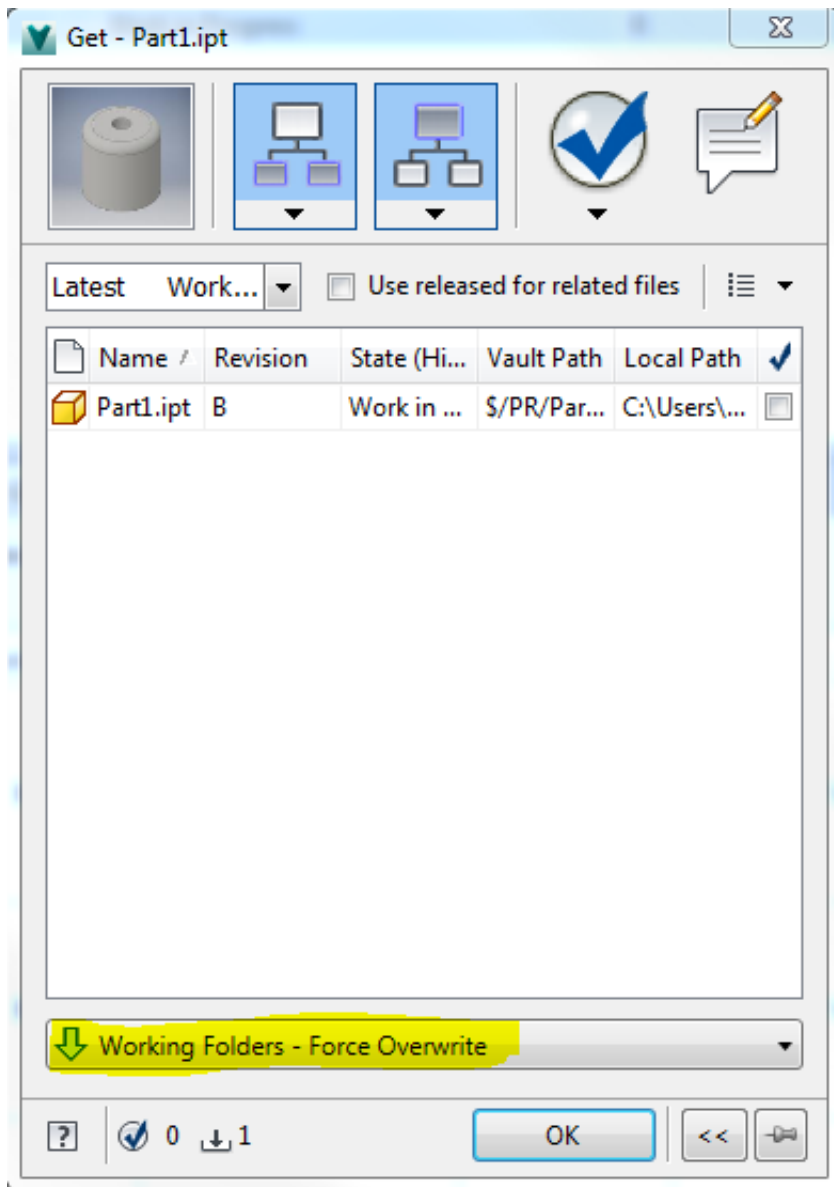 Get - Part1.ipt
Latest Work...
Use released for related files
Name Revision State (Hi... Vault Path Local Path
Part1.ipt B Work in ... $/PR/Par... C:\Users\...
Working Folders - Force Overwrite
? 0 1 OK <<